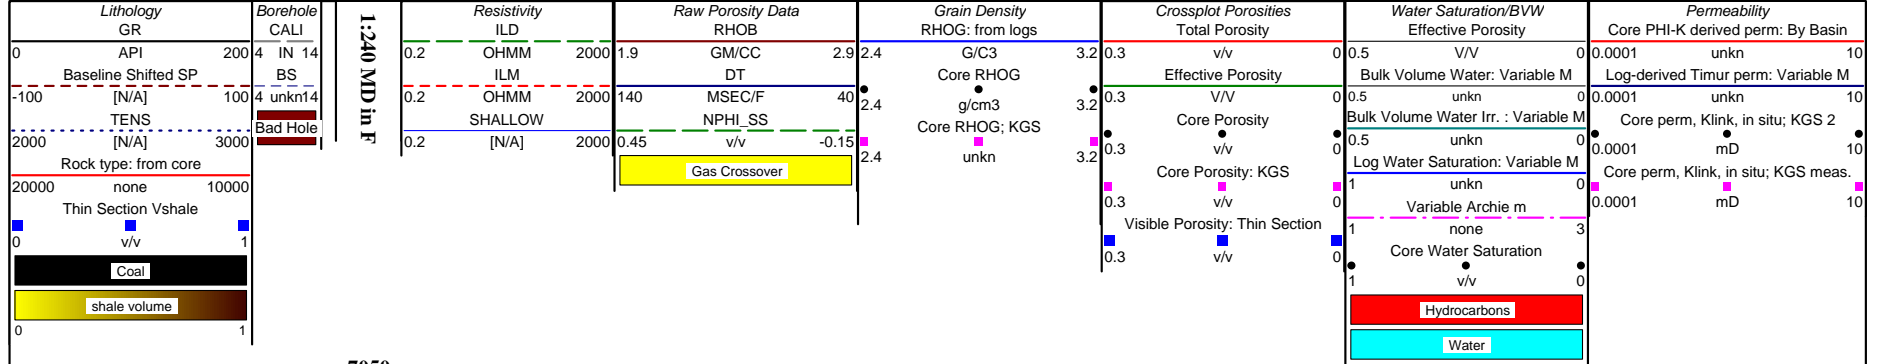 Lithology
GR
0 API 200
Baseline Shifted SP
-100 [N/A] 100
TENS
2000 [N/A] 3000
Rock type: from core
20000 none 10000
Thin Section Vshale
0 v/v 1
Coal
shale volume
0 1
Borehole
CALI
4 IN 14
BS
4 unkn14
Bad Hole
1:240 MD in F
Resistivity
ILD
0.2 OHMM 2000
ILM
0.2 OHMM 2000
SHALLOW
0.2 [N/A] 2000
Raw Porosity Data
RHOB
1.9 GM/CC 2.9
DT
140 MSEC/F 40
NPHI_SS
0.45 v/v -0.15
Gas Crossover
Grain Density
RHOG: from logs
2.4 G/C3 3.2
Core RHOG
2.4 g/cm3 3.2
Core RHOG; KGS
2.4 unkn 3.2
Crossplot Porosities
Total Porosity
0.3 v/v 0
Effective Porosity
0.3 V/V 0
Core Porosity
0.3 v/v 0
Core Porosity: KGS
0.3 v/v 0
Visible Porosity: Thin Section
0.3 v/v 0
Water Saturation/BVW
Effective Porosity
0.5 V/V 0
Bulk Volume Water: Variable M
0.5 unkn 0
Bulk Volume Water Irr. : Variable M
0.5 unkn 0
Log Water Saturation: Variable M
1 unkn 0
Variable Archie m
1 none 3
Core Water Saturation
1 v/v 0
Hydrocarbons
Water
Permeability
Core PHI-K derived perm: By Basin
0.0001 unkn 10
Log-derived Timur perm: Variable M
0.0001 unkn 10
Core perm, Klink, in situ; KGS 2
0.0001 mD 10
Core perm, Klink, in situ; KGS meas.
0.0001 mD 10